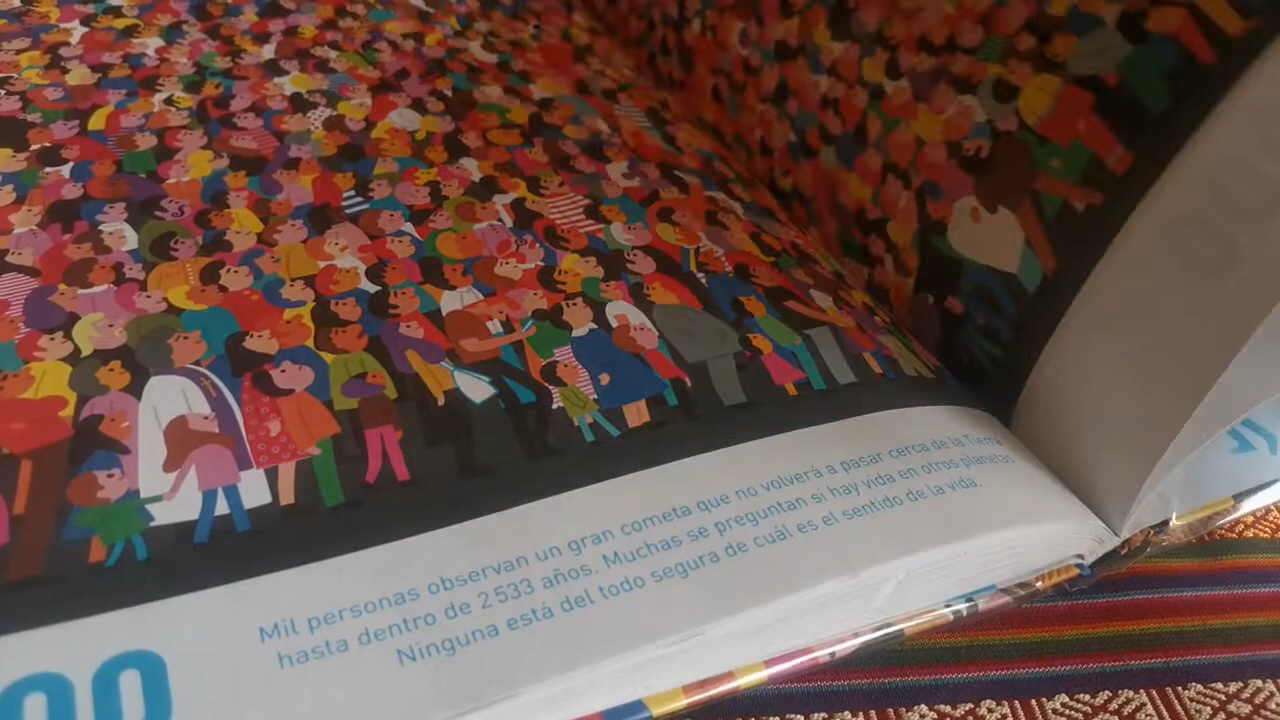 Mil personas observan un gran cometa que no volverá a pasar cerca de la Tierra
hasta dentro de 2 533 años. Muchas se preguntan si hay vida en otros planetas.
Ninguna está del todo segura de cuál es el sentido de la vida.
00